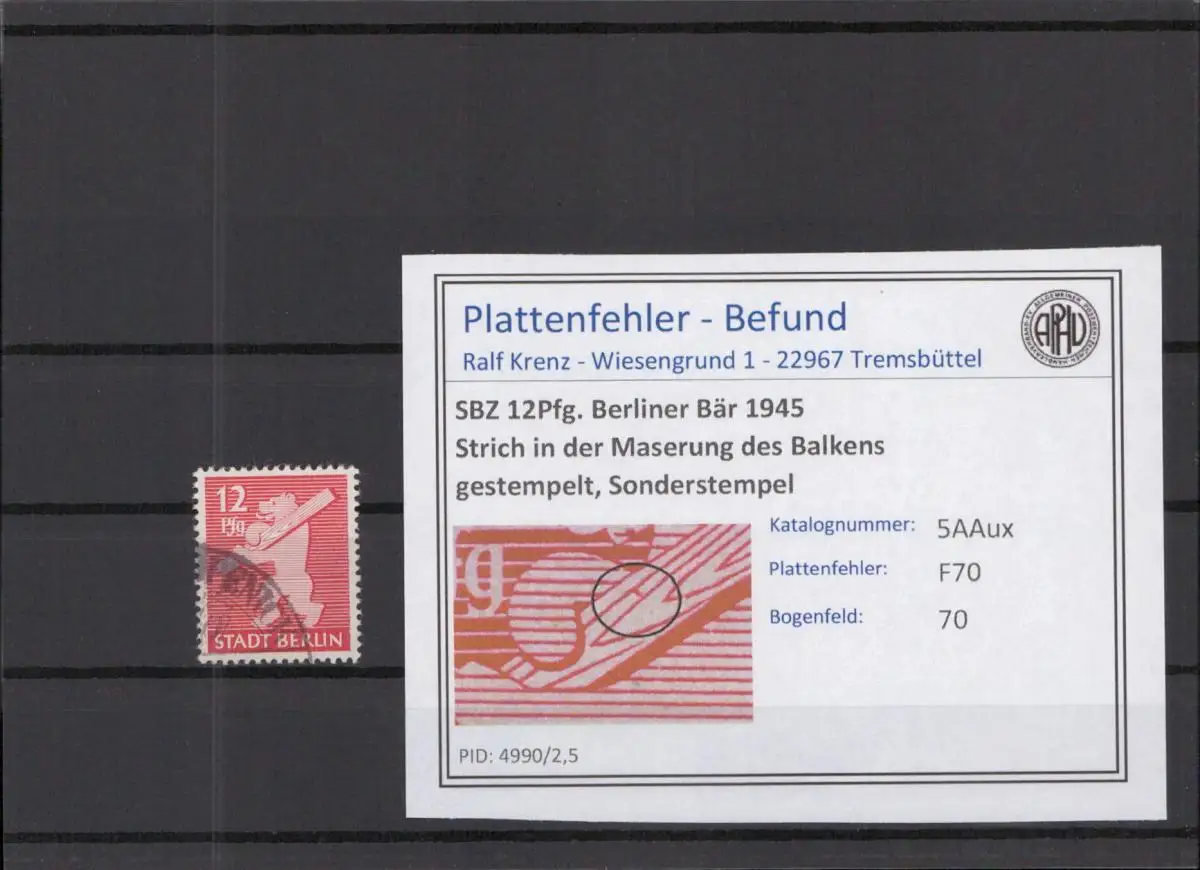 12
Pfg
STADT BERLIN
Plattenfehler - Befund
Ralf Krenz - Wiesengrund 1 - 22967 Tremsbüttel
APHV
SBZ 12Pfg. Berliner Bär 1945
Strich in der Maserung des Balkens
gestempelt, Sonderstempel
g
Katalognummer: 5AAux
Plattenfehler: F70
Bogenfeld: 70
PID: 4990/2,5